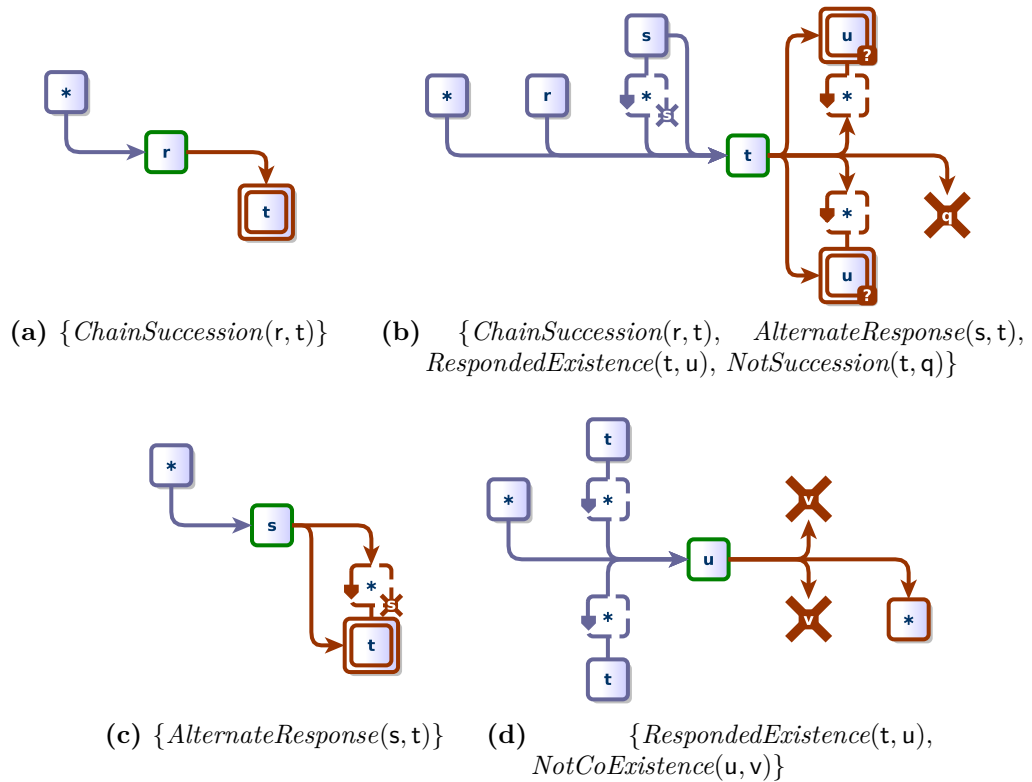 *
r
t
s
*
s
*
r
t
u
?
*
q
*
u
?
(a) {ChainSuccession(r, t)}
(b) {ChainSuccession(r, t), AlternateResponse(s, t),
RespondedExistence(t, u), NotSuccession(t, q)}
*
s
*
s
t
t
*
*
u
v
v
*
*
t
(c) {AlternateResponse(s, t)}
(d) {RespondedExistence(t, u),
NotCoExistence(u, v)}